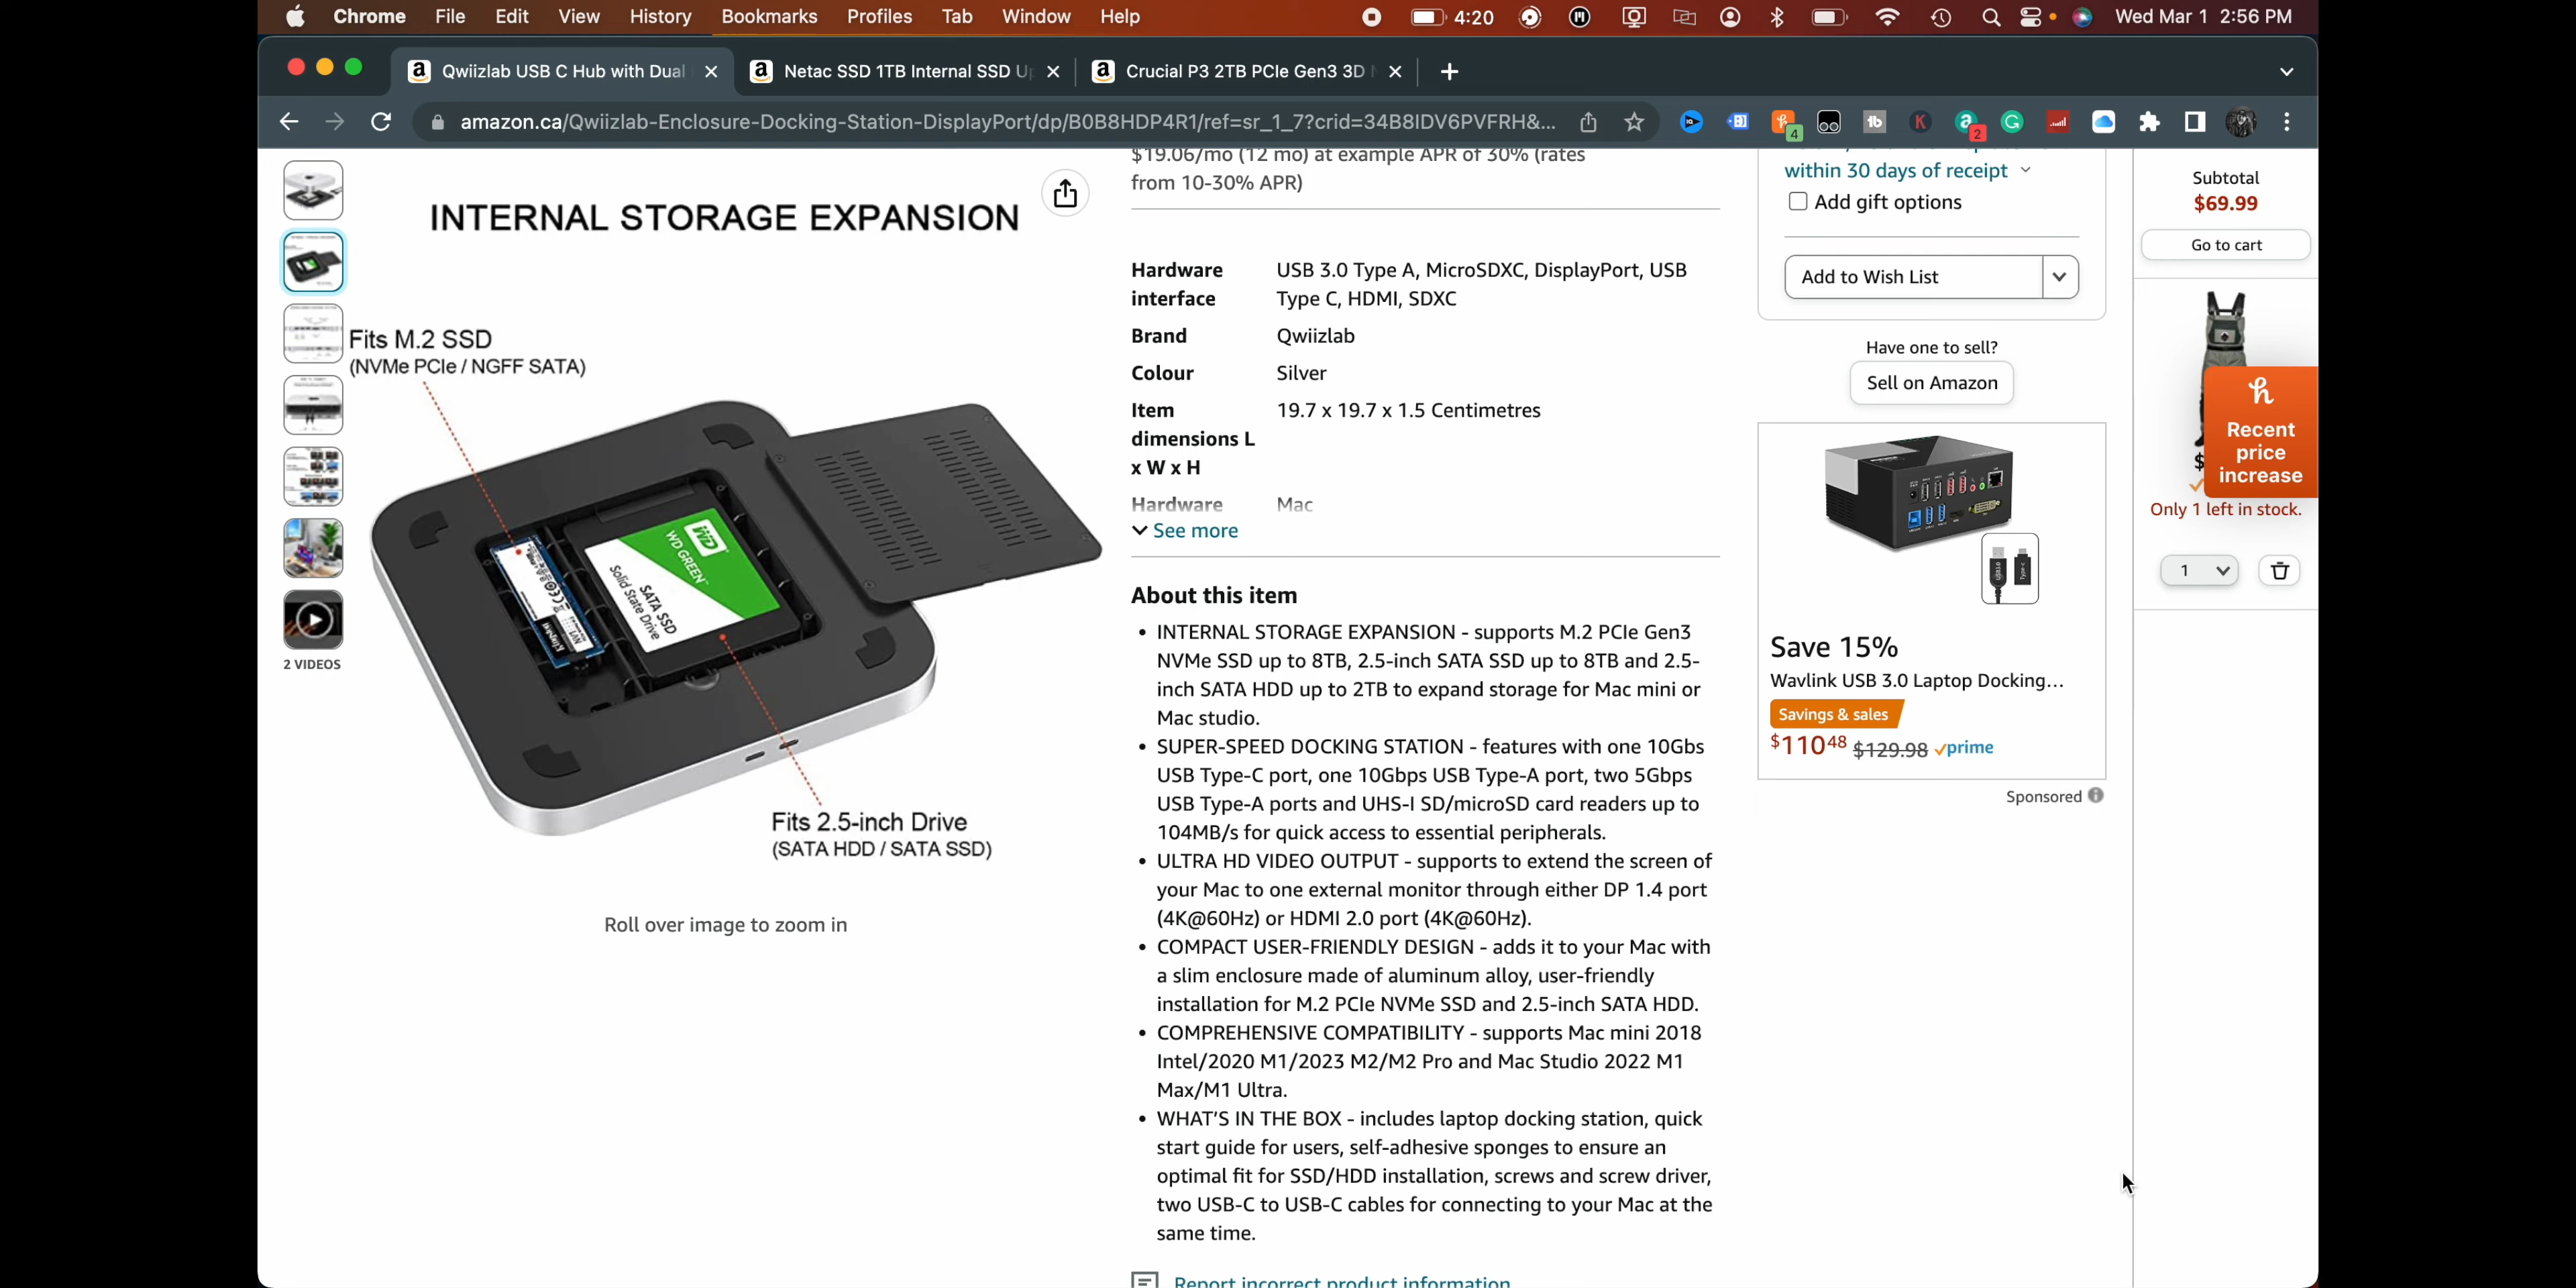 Chrome File Edit View History Bookmarks Profiles Tab Window Help
4:20
Wed Mar 1 2:56 PM
Qwiizlab USB C Hub with Dual
Netac SSD 1TB Internal SSD Up
Crucial P3 2TB PCIe Gen3 3D
amazon.ca/Qwiizlab-Enclosure-Docking-Station-DisplayPort/dp/B0B8HDP4R1/ref=sr_1_7?crid=34B8IDV6PVFRH&...
INTERNAL STORAGE EXPANSION
Fits M.2 SSD
(NVMe PCIe / NGFF SATA)
WD
WD GREEN
SATA SSD
Solid State Drive
Fits 2.5-inch Drive
(SATA HDD / SATA SSD)
Roll over image to zoom in
2 VIDEOS
$19.06/mo (12 mo) at example APR of 30% (rates
from 10-30% APR)
Hardware interface USB 3.0 Type A, MicroSDXC, DisplayPort, USB
Type C, HDMI, SDXC
Brand Qwiizlab
Colour Silver
Item dimensions L x W x H 19.7 x 19.7 x 1.5 Centimetres
Hardware Mac
See more
About this item
• INTERNAL STORAGE EXPANSION - supports M.2 PCIe Gen3
NVMe SSD up to 8TB, 2.5-inch SATA SSD up to 8TB and 2.5-
inch SATA HDD up to 2TB to expand storage for Mac mini or
Mac studio.
• SUPER-SPEED DOCKING STATION - features with one 10Gbs
USB Type-C port, one 10Gbps USB Type-A port, two 5Gbps
USB Type-A ports and UHS-I SD/microSD card readers up to
104MB/s for quick access to essential peripherals.
• ULTRA HD VIDEO OUTPUT - supports to extend the screen of
your Mac to one external monitor through either DP 1.4 port
(4K@60Hz) or HDMI 2.0 port (4K@60Hz).
• COMPACT USER-FRIENDLY DESIGN - adds it to your Mac with
a slim enclosure made of aluminum alloy, user-friendly
installation for M.2 PCIe NVMe SSD and 2.5-inch SATA HDD.
• COMPREHENSIVE COMPATIBILITY - supports Mac mini 2018
Intel/2020 M1/2023 M2/M2 Pro and Mac Studio 2022 M1
Max/M1 Ultra.
• WHAT'S IN THE BOX - includes laptop docking station, quick
start guide for users, self-adhesive sponges to ensure an
optimal fit for SSD/HDD installation, screws and screw driver,
two USB-C to USB-C cables for connecting to your Mac at the
same time.
Report incorrect product information
within 30 days of receipt
Add gift options
Add to Wish List
Have one to sell?
Sell on Amazon
Save 15%
Wavlink USB 3.0 Laptop Docking...
Savings & sales
$110.48 $129.98 prime
Sponsored
Subtotal
$69.99
Go to cart
Recent
price
increase
$
Only 1 left in stock.
1